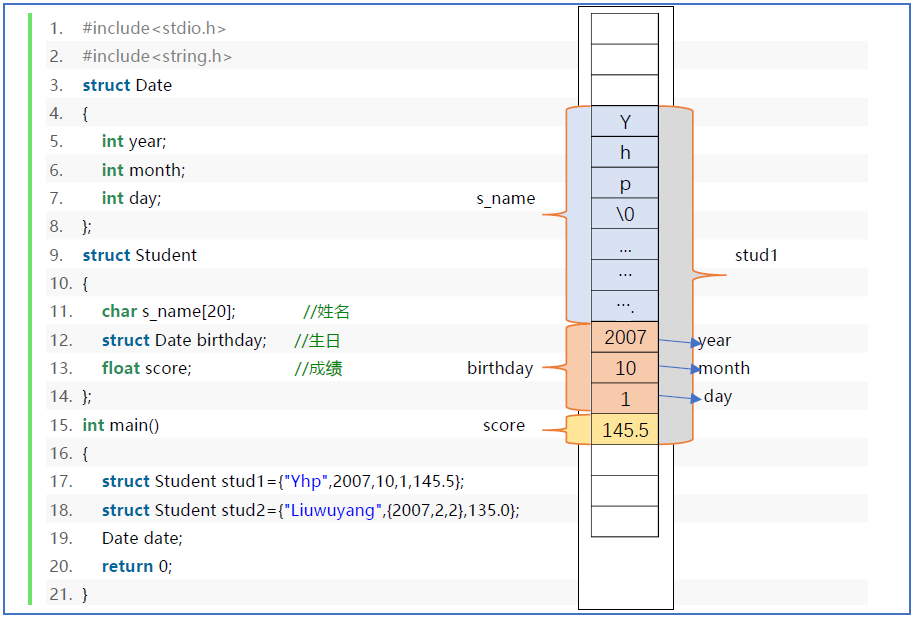 1. #include<stdio.h>
2. #include<string.h>
3. struct Date
4. {
5. int year;
6. int month;
7. int day;
8. };
9. struct Student
10. {
11. char s_name[20]; //姓名
12. struct Date birthday; //生日
13. float score; //成绩
14. };
15. int main()
16. {
17. struct Student stud1={"Yhp",2007,10,1,145.5};
18. struct Student stud2={"Liuwuyang",{2007,2,2},135.0};
19. Date date;
20. return 0;
21. }
s_name
birthday
score
Y
h
p
\0
...
...
....
2007
10
1
145.5
stud1
year
month
day